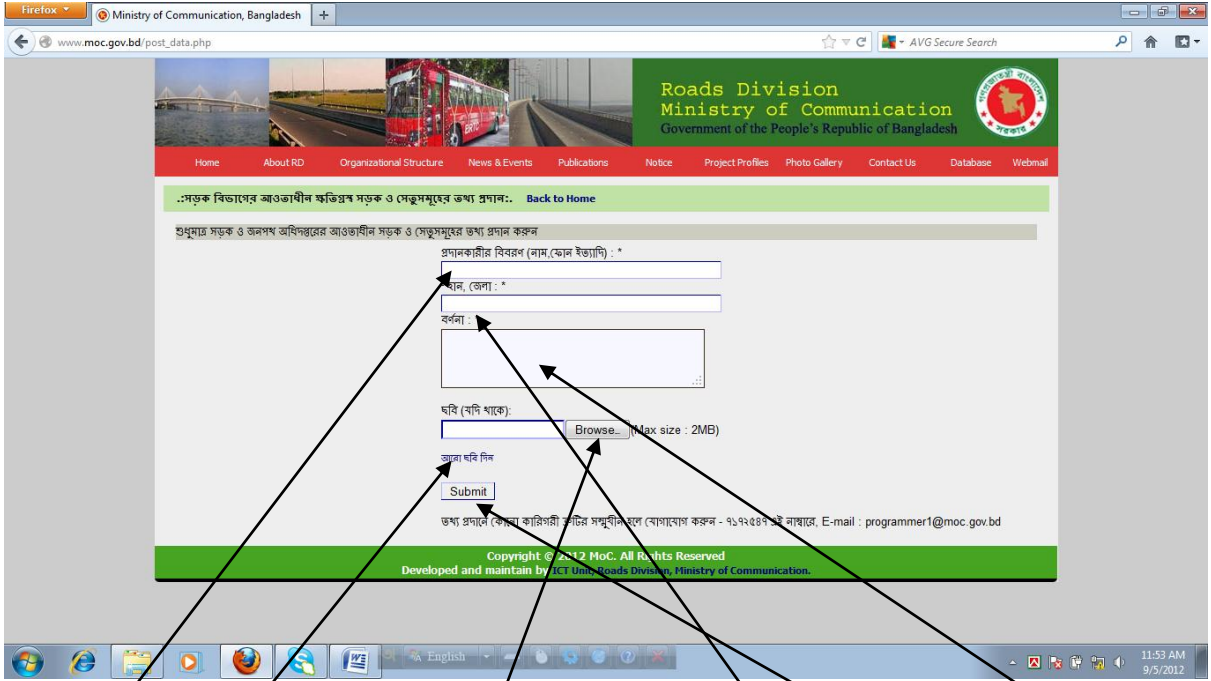 Firefox
Ministry of Communication, Bangladesh
www.moc.gov.bd/post_data.php
AVG Secure Search
Roads Division
Ministry of Communication
Government of the People's Republic of Bangladesh
গণপ্রজাতন্ত্রী বাংলাদেশ
সরকার
BRTC
Home About RD Organizational Structure News & Events Publications Notice Project Profiles Photo Gallery Contact Us Database Webmail
.:সড়ক বিভাগের আওতাধীন ক্ষতিগ্রস্ত সড়ক ও সেতুসমূহের তথ্য প্রদান:. Back to Home
শুধুমাত্র সড়ক ও জনপথ অধিদপ্তরের আওতাধীন সড়ক ও সেতুসমূহের তথ্য প্রদান করুন
প্রদানকারীর বিবরণ (নাম,ফোন ইত্যাদি) : *
স্থান, জেলা : *
বর্ণনা :
ছবি (যদি থাকে):
Browse... (Max size : 2MB)
আরো ছবি দিন
Submit
তথ্য প্রদানে কোনো কারিগরী ত্রুটির সম্মুখীন হলে যোগাযোগ করুন - ৭১৭২৫৪৭ এই নাম্বারে, E-mail : programmer1@moc.gov.bd
Copyright © 2012 MoC. All Rights Reserved
Developed and maintain by ICT Unit, Roads Division, Ministry of Communication.
English
11:53 AM
9/5/2012